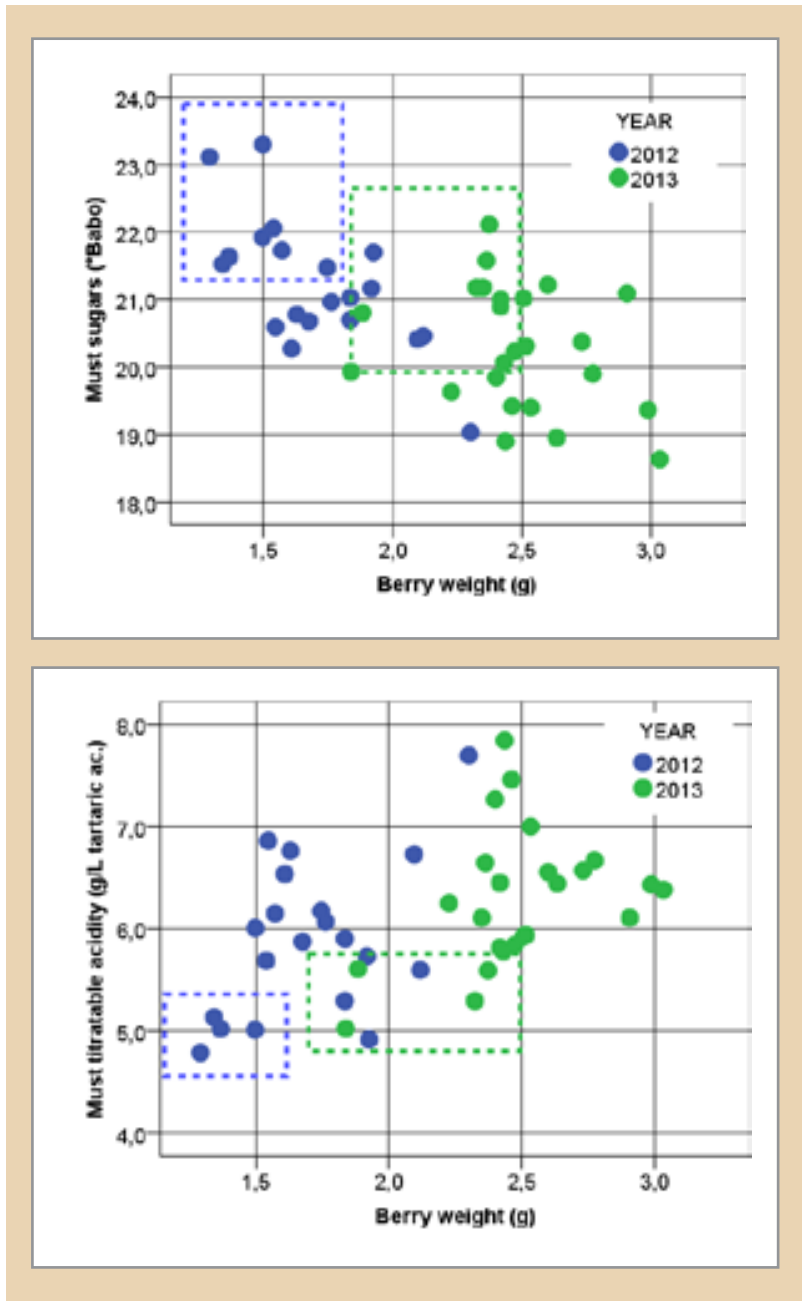 24,0
23,0
22,0
21,0
20,0
19,0
18,0
Must sugars (°Babo)
YEAR
2012
2013
1,5 2,0 2,5 3,0
Berry weight (g)
8,0
7,0
6,0
5,0
4,0
Must titratable acidity (g/L tartaric ac.)
YEAR
2012
2013
1,5 2,0 2,5 3,0
Berry weight (g)